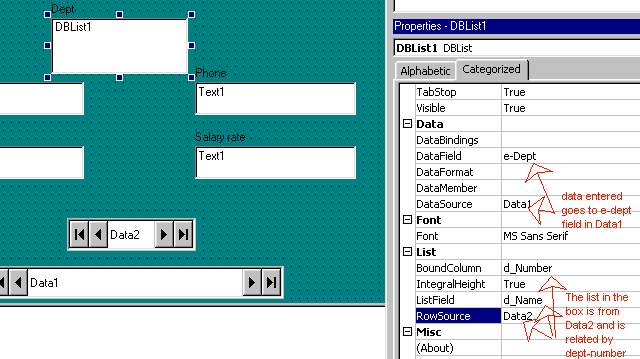 Dept
DBList1
Phone
Text1
Salary rate
Text1
Data2
Data1
Properties - DBList1
DBList1 DBList
Alphabetic Categorized
TabStop True
Visible True
Data
DataBindings
DataField e-Dept
DataFormat
DataMember
DataSource Data1
Font
Font MS Sans Serif
List
BoundColumn d_Number
IntegralHeight True
ListField d_Name
RowSource Data2
Misc
(About)
data entered
goes to e-dept
field in Data1
The list in the
box is from
Data2 and is
related by
dept-number